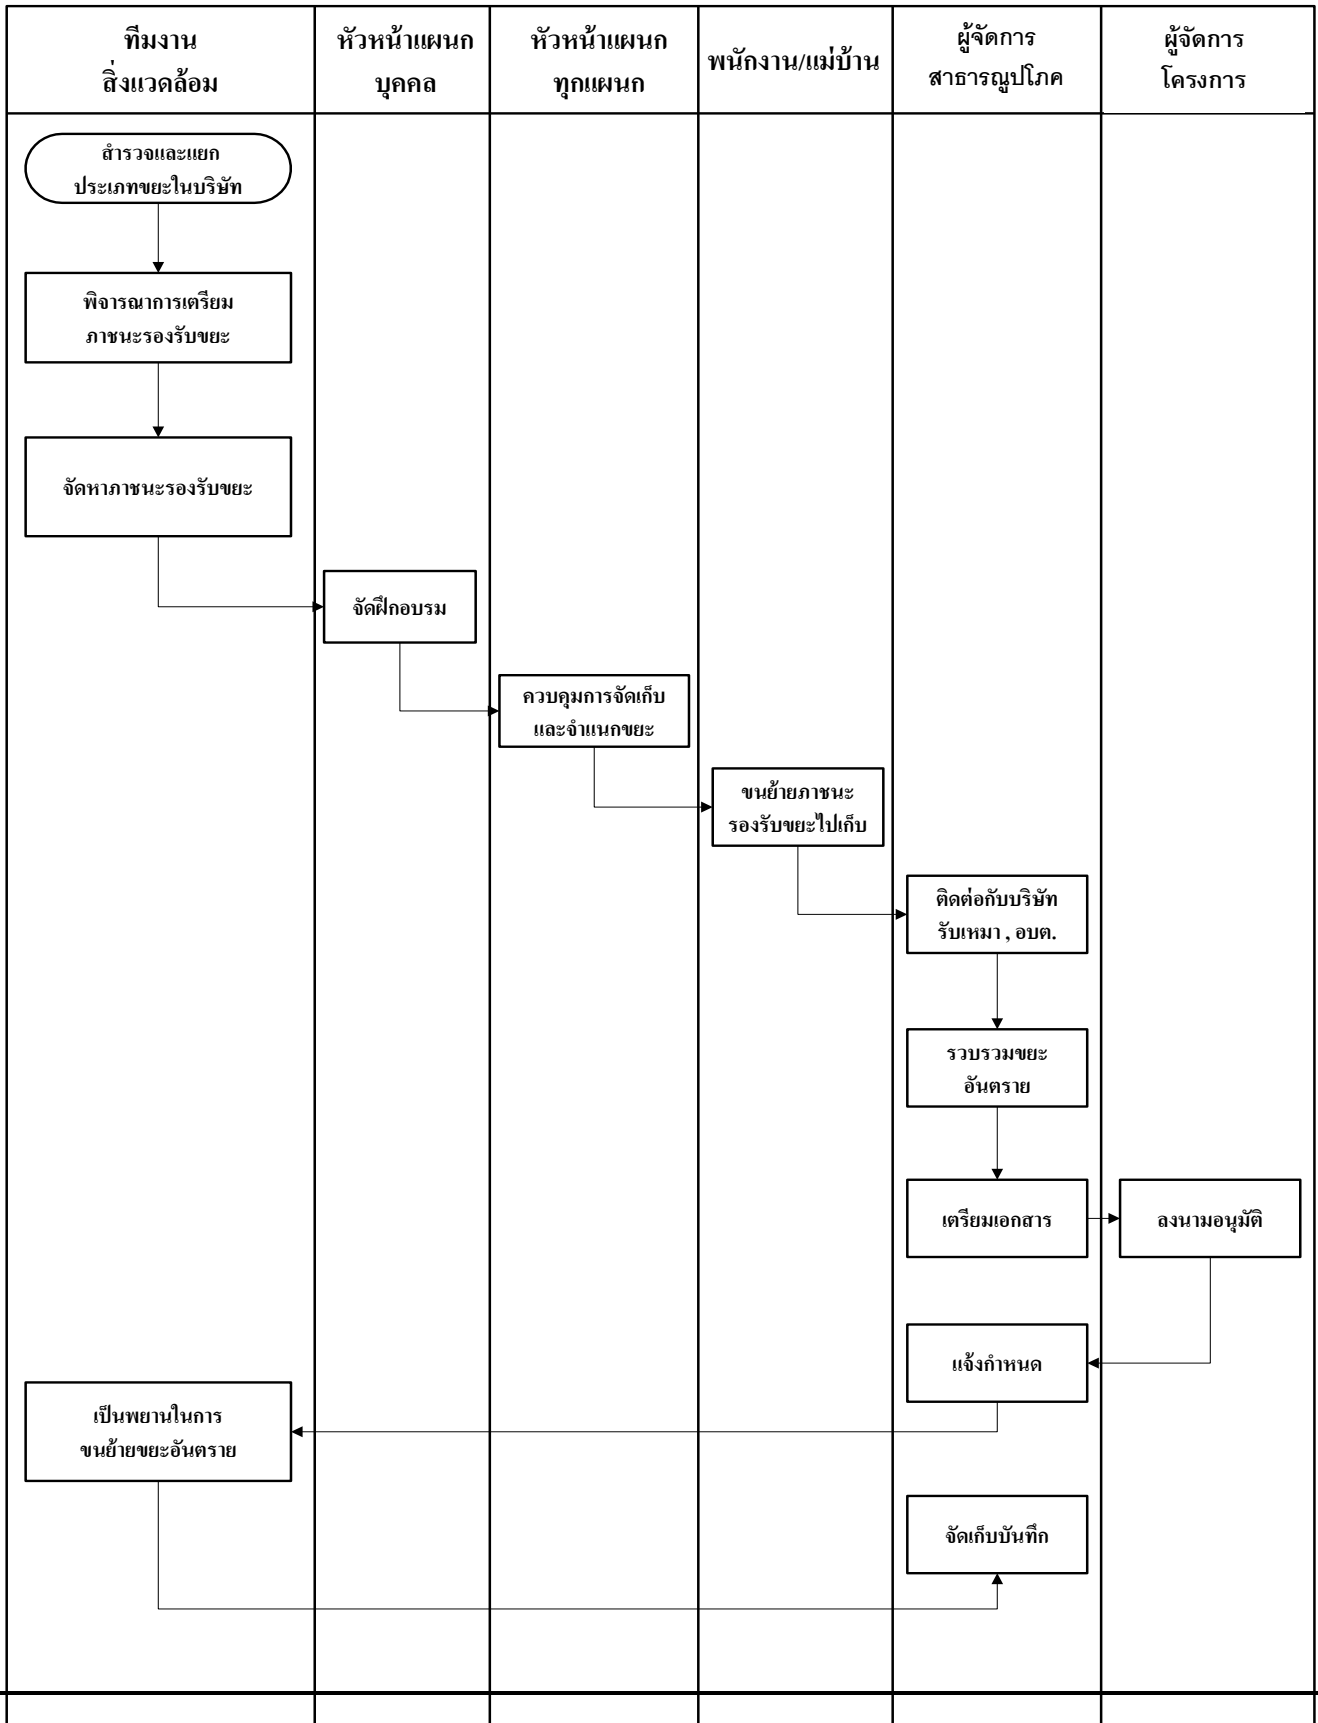 ทีมงาน
สิ่งแวดล้อม
หัวหน้าแผนก
บุคคล
หัวหน้าแผนก
ทุกแผนก
พนักงาน/แม่บ้าน
ผู้จัดการ
สาธารณูปโภค
ผู้จัดการ
โครงการ
สำรวจและแยก
ประเภทขยะในบริษัท
พิจารณาการเตรียม
ภาชนะรองรับขยะ
จัดหาภาชนะรองรับขยะ
จัดฝึกอบรม
ควบคุมการจัดเก็บ
และจำแนกขยะ
ขนย้ายภาชนะ
รองรับขยะไปเก็บ
ติดต่อกับบริษัท
รับเหมา , อบต.
รวบรวมขยะ
อันตราย
เตรียมเอกสาร
ลงนามอนุมัติ
แจ้งกำหนด
เป็นพยานในการ
ขนย้ายขยะอันตราย
จัดเก็บบันทึก